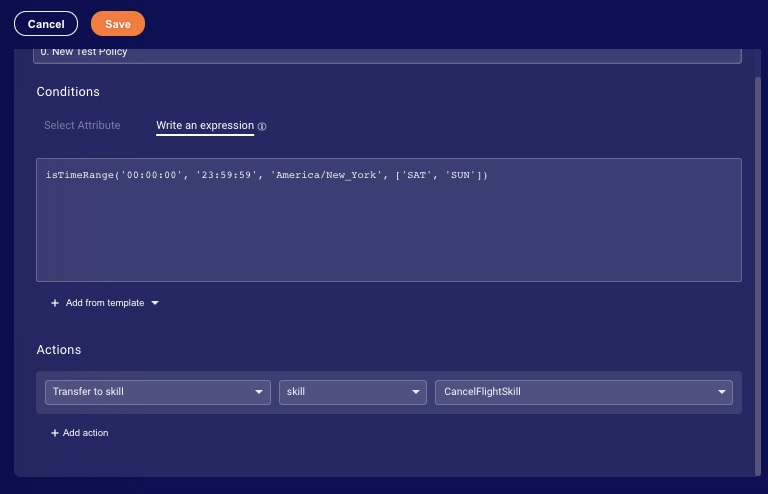 Cancel
Save
0. New Test Policy
Conditions
Select Attribute
Write an expression
isTimeRange('00:00:00', '23:59:59', 'America/New_York', ['SAT', 'SUN'])
+ Add from template
Actions
Transfer to skill
skill
CancelFlightSkill
+ Add action